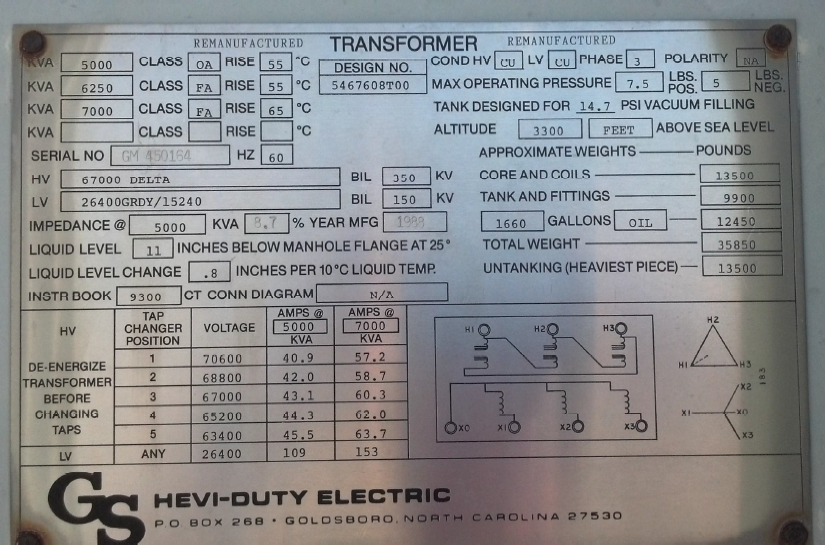 REMANUFACTURED TRANSFORMER REMANUFACTURED
KVA 5000 CLASS OA RISE 55 °C
DESIGN NO.
COND HV CU LV CU PHASE 3 POLARITY NA
KVA 6250 CLASS FA RISE 55 °C
5467608T00
MAX OPERATING PRESSURE 7.5 LBS. POS. 5 LBS. NEG.
KVA 7000 CLASS FA RISE 65 °C
TANK DESIGNED FOR 14.7 PSI VACUUM FILLING
KVA CLASS RISE °C
ALTITUDE 3300 FEET ABOVE SEA LEVEL
SERIAL NO GM 450164 HZ 60
APPROXIMATE WEIGHTS POUNDS
HV 67000 DELTA BIL 350 KV
CORE AND COILS 13500
LV 26400GRDY/15240 BIL 150 KV
TANK AND FITTINGS 9900
IMPEDANCE @ 5000 KVA 8.7 % YEAR MFG
1660 GALLONS OIL 12450
LIQUID LEVEL 11 INCHES BELOW MANHOLE FLANGE AT 25°
TOTAL WEIGHT 35850
LIQUID LEVEL CHANGE .8 INCHES PER 10°C LIQUID TEMP.
UNTANKING (HEAVIEST PIECE) 13500
INSTR BOOK 9300 CT CONN DIAGRAM N/A
HV
TAP CHANGER POSITION VOLTAGE AMPS @ 5000 KVA AMPS @ 7000 KVA
DE-ENERGIZE
TRANSFORMER
BEFORE
CHANGING
TAPS
1 70600 40.9 57.2
2 68800 42.0 58.7
3 67000 43.1 60.3
4 65200 44.3 62.0
5 63400 45.5 63.7
LV ANY 26400 109 153
H1 H2 H3
X0 X1 X2 X3
H2
H1 H3
X2
X1 X0
X3
183
GS HEVI-DUTY ELECTRIC
P.O. BOX 268 • GOLDSBORO, NORTH CAROLINA 27530